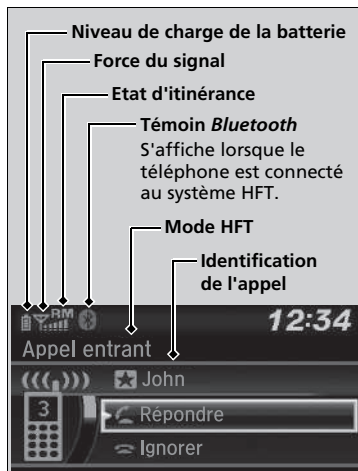 Niveau de charge de la batterie
Force du signal
Etat d'itinérance
Témoin Bluetooth
S'affiche lorsque le
téléphone est connecté
au système HFT.
Mode HFT
Identification
de l'appel
RM
12:34
Appel entrant
John
3
Répondre
Ignorer